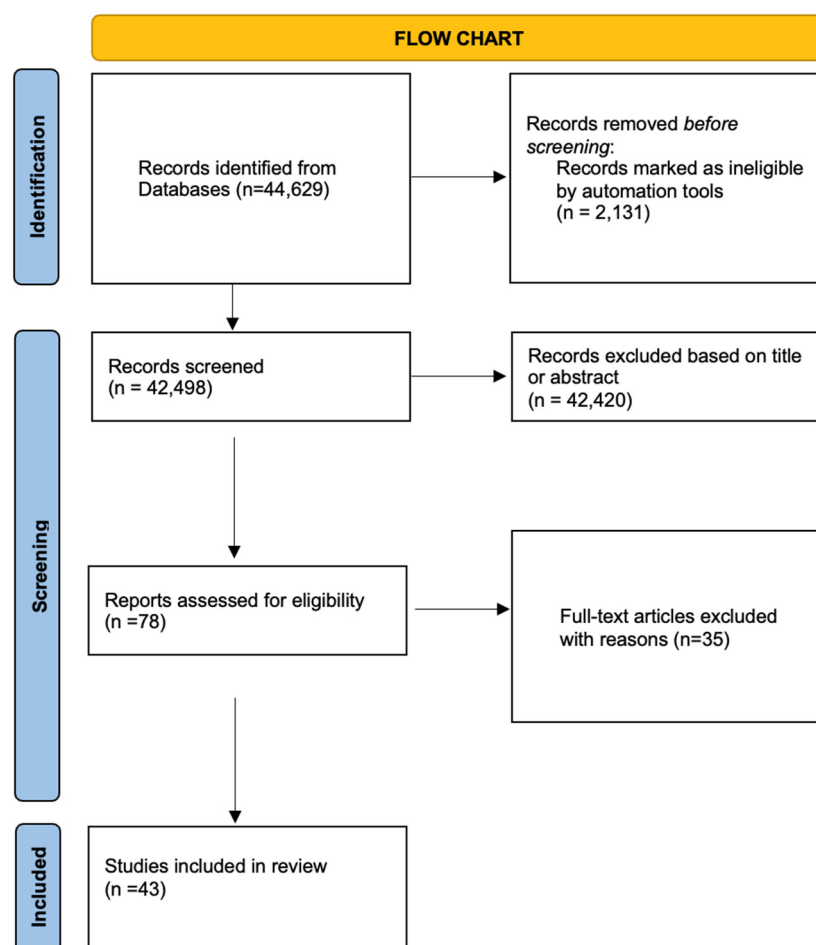 FLOW CHART
Identification
Records identified from
Databases (n=44,629)
Records removed before
screening:
Records marked as ineligible
by automation tools
(n = 2,131)
Screening
Records screened
(n = 42,498)
Records excluded based on title
or abstract
(n = 42,420)
Reports assessed for eligibility
(n =78)
Full-text articles excluded
with reasons (n=35)
Included
Studies included in review
(n =43)